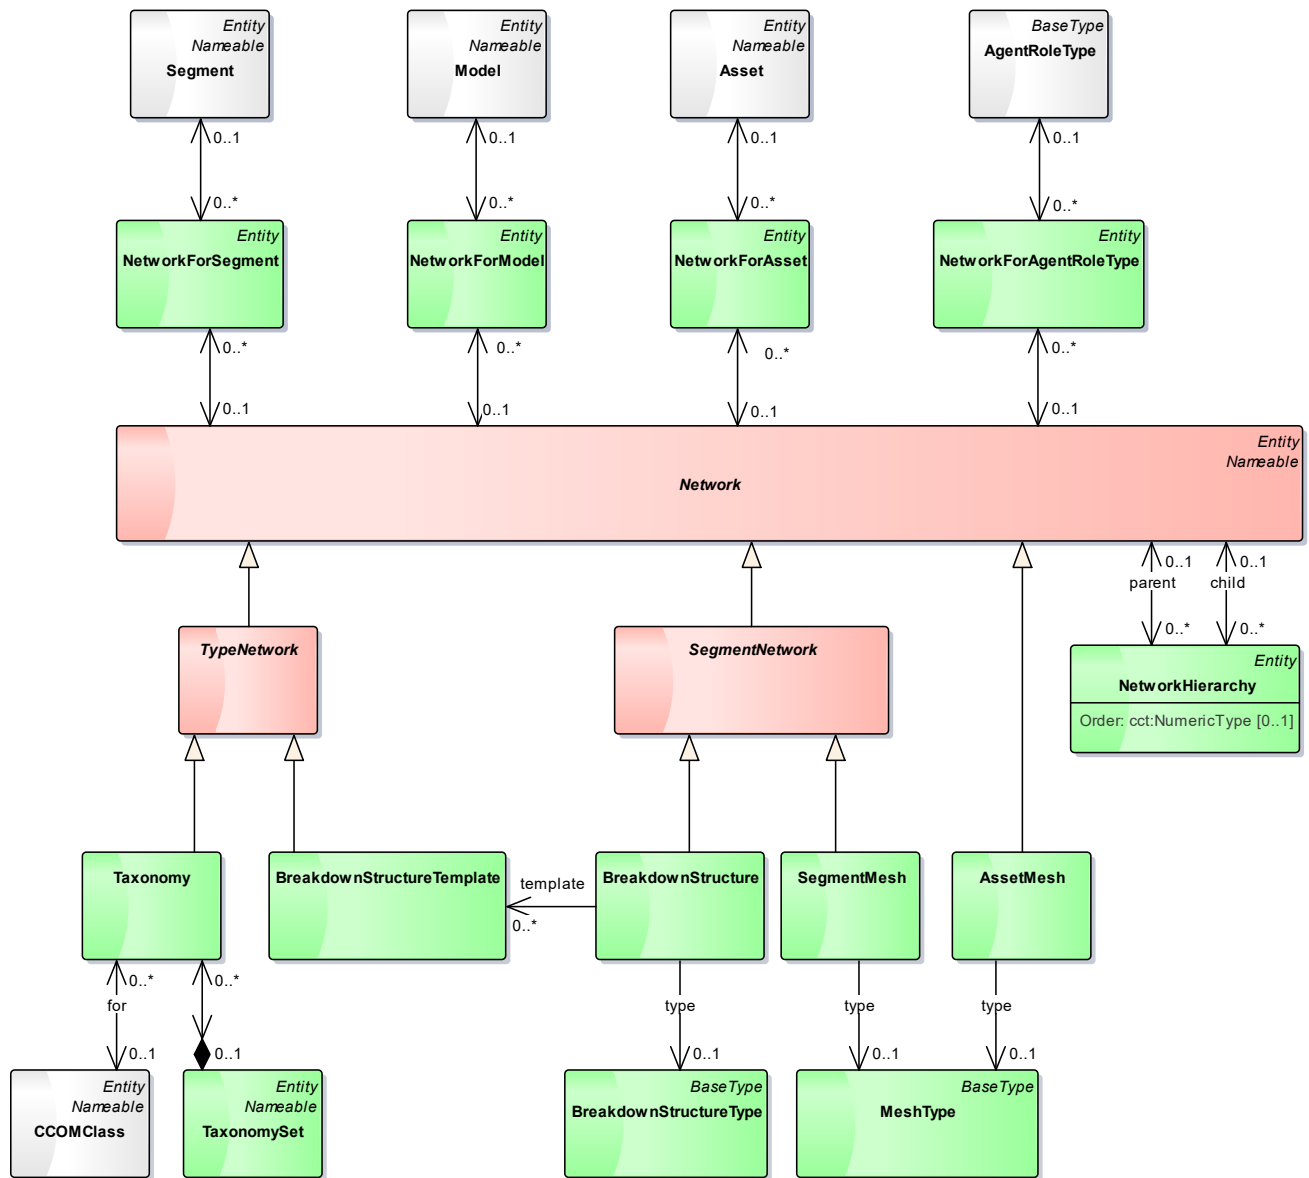 Entity
Nameable
Segment
Entity
Nameable
Model
Entity
Nameable
Asset
BaseType
AgentRoleType
0..1
0..1
0..1
0..1
0..*
0..*
0..*
0..*
Entity
NetworkForSegment
Entity
NetworkForModel
Entity
NetworkForAsset
Entity
NetworkForAgentRoleType
0..*
0..*
0..*
0..*
0..1
0..1
0..1
0..1
Entity
Nameable
Network
0..1
0..1
parent
child
0..*
0..*
TypeNetwork
SegmentNetwork
Entity
NetworkHierarchy
Order: cct:NumericType [0..1]
Taxonomy
BreakdownStructureTemplate
template
0..*
BreakdownStructure
SegmentMesh
AssetMesh
0..*
0..*
for
type
type
type
0..1
0..1
0..1
0..1
0..1
Entity
Nameable
CCOMClass
Entity
Nameable
TaxonomySet
BaseType
BreakdownStructureType
BaseType
MeshType